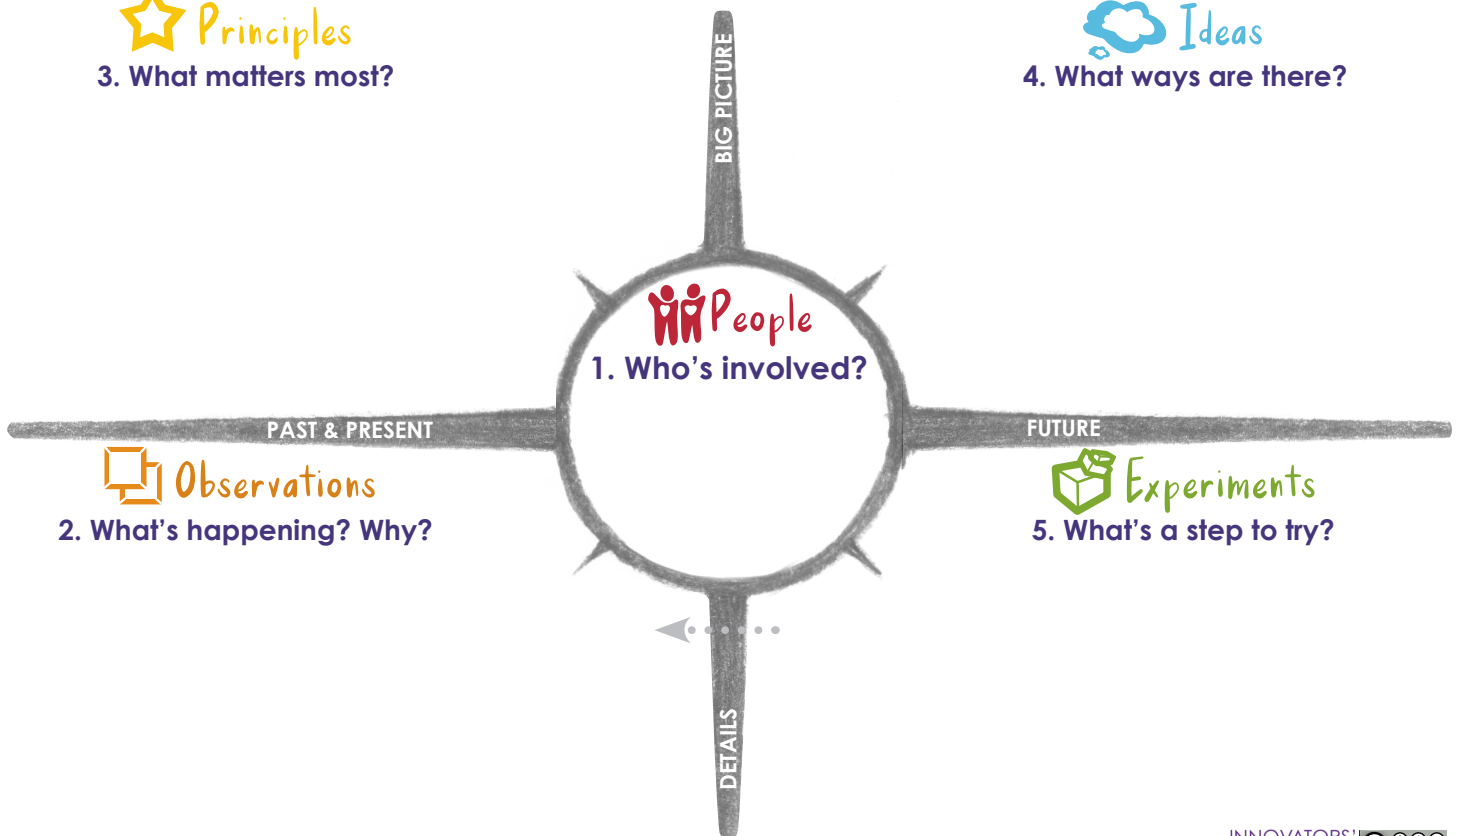 Principles
3. What matters most?
Ideas
4. What ways are there?
BIG PICTURE
People
1. Who's involved?
PAST & PRESENT
FUTURE
Observations
2. What's happening? Why?
Experiments
5. What's a step to try?
DETAILS
INNOVATORS'